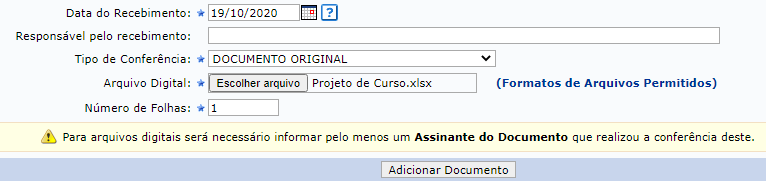 Data do Recebimento: 19/10/2020 ?
Responsável pelo recebimento:
Tipo de Conferência: DOCUMENTO ORIGINAL
Arquivo Digital: Escolher arquivo Projeto de Curso.xlsx (Formatos de Arquivos Permitidos)
Número de Folhas: 1
Para arquivos digitais será necessário informar pelo menos um Assinante do Documento que realizou a conferência deste.
Adicionar Documento